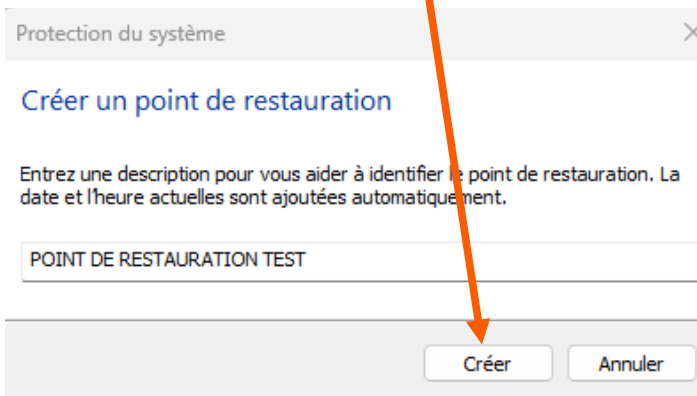 Protection du système
Créer un point de restauration
Entrez une description pour vous aider à identifier le point de restauration. La
date et l'heure actuelles sont ajoutées automatiquement.
POINT DE RESTAURATION TEST
Créer
Annuler